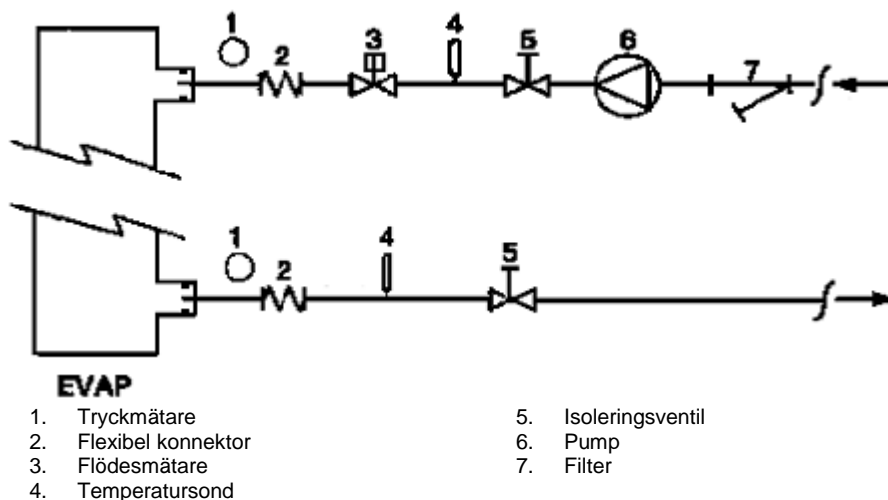 1 2 3 4 5 6 7
1 2 4 5
EVAP
1. Tryckmätare
2. Flexibel konnektor
3. Flödesmätare
4. Temperatursond
5. Isoleringsventil
6. Pump
7. Filter